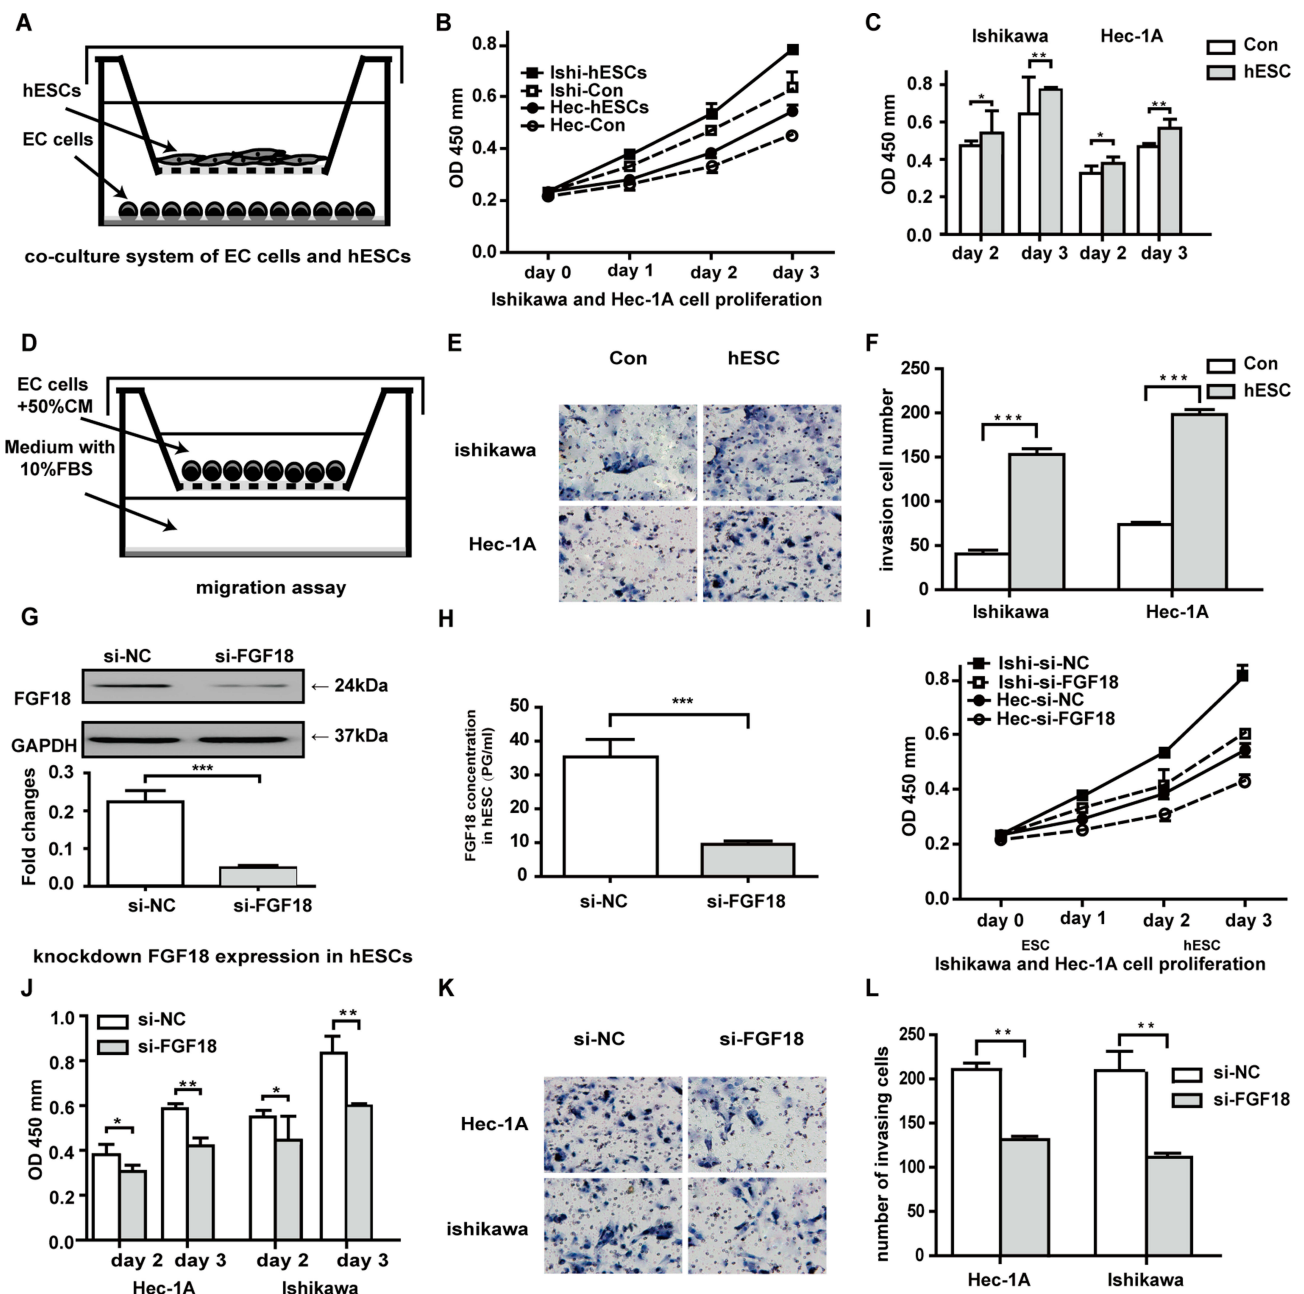 A
hESCs
EC cells
co-culture system of EC cells and hESCs
B
0.8
0.6
0.4
0.2
0.0
OD 450 mm
Ishi-hESCs
Ishi-Con
Hec-hESCs
Hec-Con
day 0
day 1
day 2
day 3
Ishikawa and Hec-1A cell proliferation
C
Ishikawa
Hec-1A
Con
hESC
OD 450 mm
0.8
0.6
0.4
0.2
0.0
*
**
*
**
day 2
day 3
day 2
day 3
D
EC cells
+50%CM
Medium with
10%FBS
migration assay
E
Con
hESC
ishikawa
Hec-1A
F
Con
hESC
invasion cell number
250
200
150
100
50
0
***
***
Ishikawa
Hec-1A
G
si-NC
si-FGF18
FGF18
← 24kDa
GAPDH
← 37kDa
Fold changes
0.3
0.2
0.1
0.0
***
si-NC
si-FGF18
knockdown FGF18 expression in hESCs
H
FGF18 concentration
in hESC (PG/ml)
50
40
30
20
10
0
***
si-NC
si-FGF18
I
Ishi-si-NC
Ishi-si-FGF18
Hec-si-NC
Hec-si-FGF18
OD 450 mm
0.8
0.6
0.4
0.2
0.0
day 0
day 1
day 2
day 3
ESC
hESC
Ishikawa and Hec-1A cell proliferation
J
OD 450 mm
1.0
0.8
0.6
0.4
0.2
0.0
si-NC
si-FGF18
*
**
*
**
day 2
day 3
day 2
day 3
Hec-1A
Ishikawa
K
si-NC
si-FGF18
Hec-1A
ishikawa
L
number of invasing cells
250
200
150
100
50
0
**
**
si-NC
si-FGF18
Hec-1A
Ishikawa